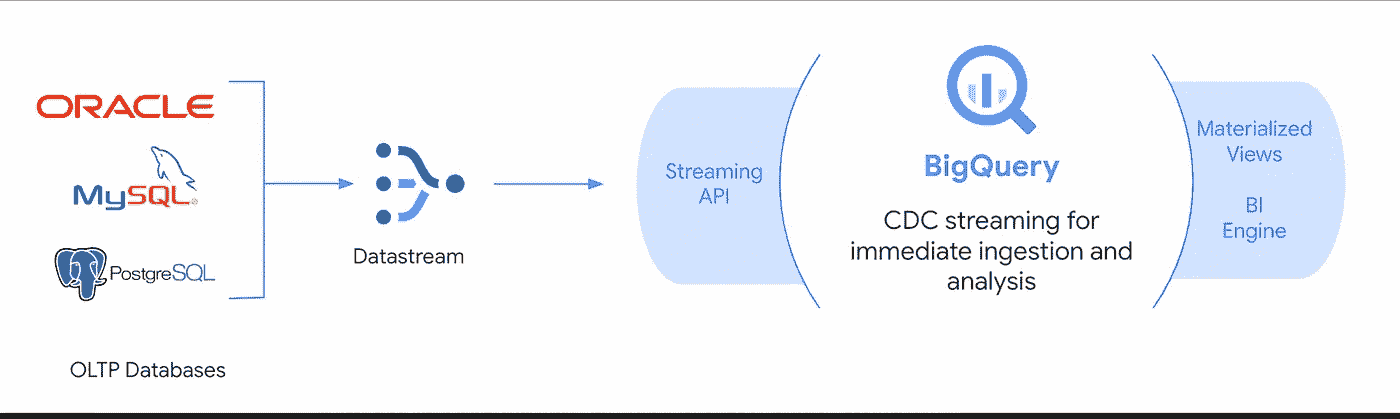 ORACLE
MySQL®
PostgreSQL
OLTP Databases
Datastream
Streaming
API
BigQuery
CDC streaming for
immediate ingestion and
analysis
Materialized
Views
BI
Engine